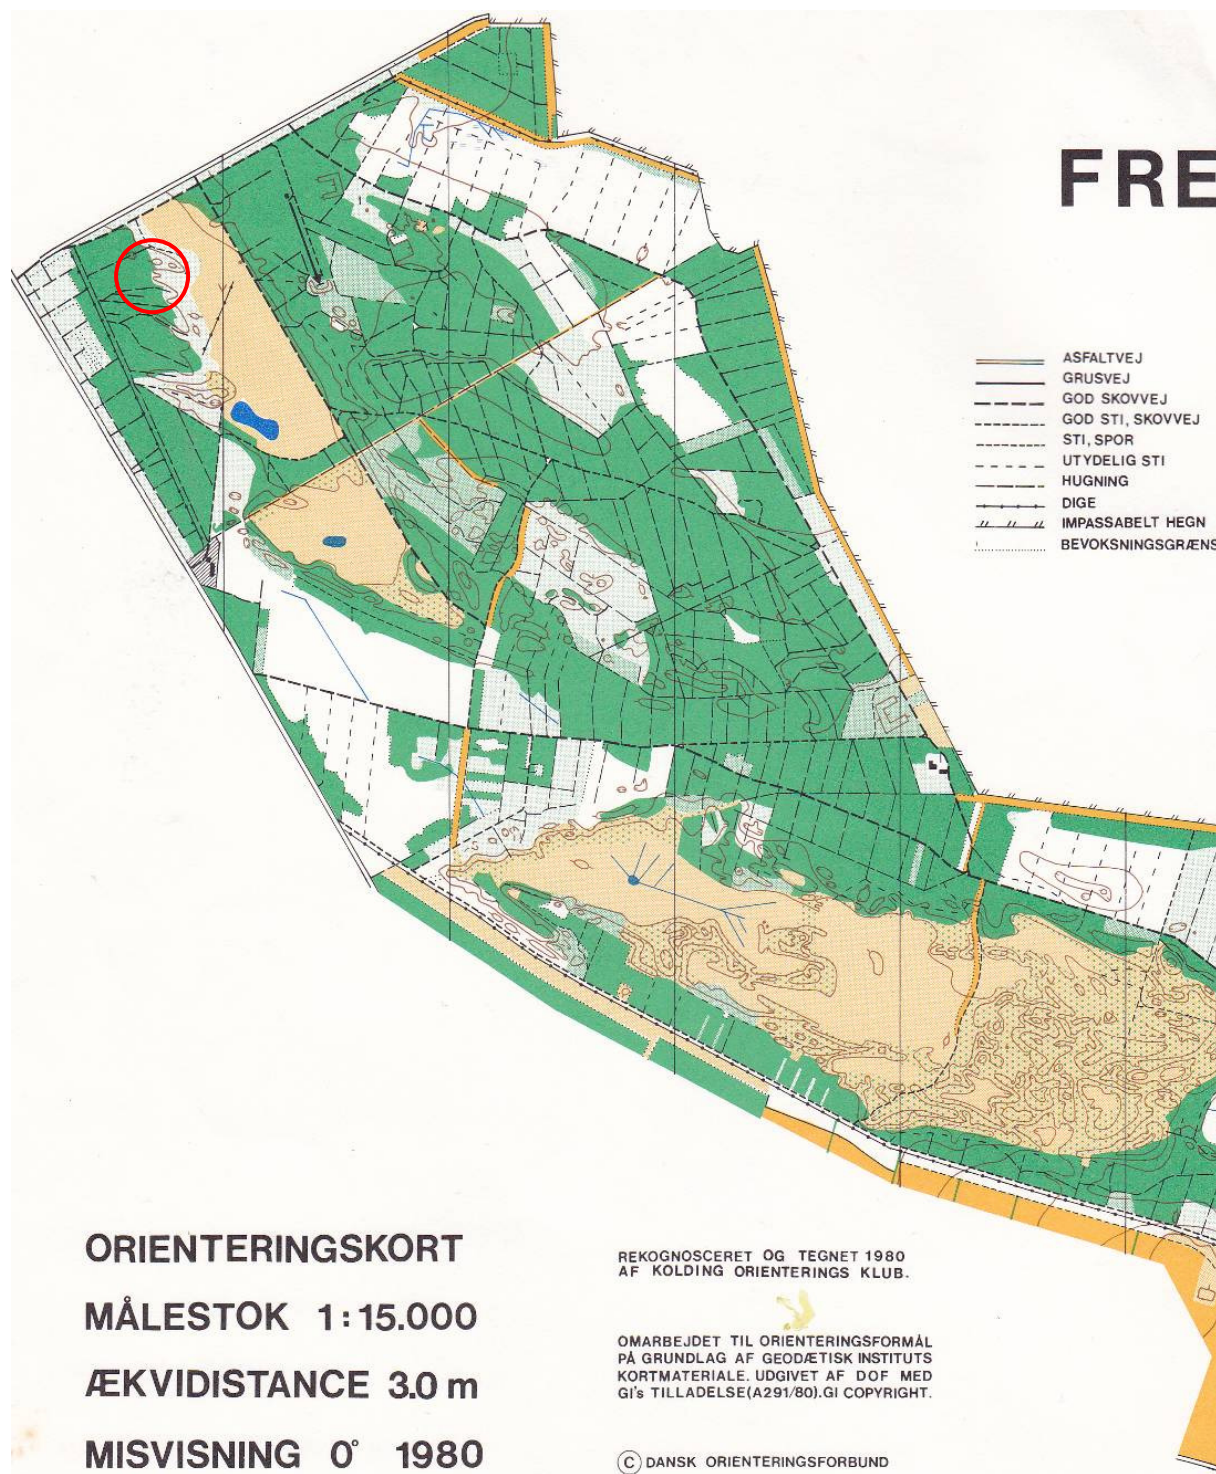 FRE
ASFALTVEJ
GRUSVEJ
GOD SKOVVEJ
GOD STI, SKOVVEJ
STI, SPOR
UTYDELIG STI
HUGNING
DIGE
IMPASSABELT HEGN
BEVOKSNINGSGRÆNS
ORIENTERINGSKORT
MÅLESTOK 1:15.000
ÆKVIDISTANCE 3.0 m
MISVISNING 0° 1980
REKOGNOSCERET OG TEGNET 1980
AF KOLDING ORIENTERINGS KLUB.
OMARBEJDET TIL ORIENTERINGSFORMÅL
PÅ GRUNDLAG AF GEODÆTISK INSTITUTS
KORTMATERIALE. UDGIVET AF DOF MED
GI's TILLADELSE(A291/80).GI COPYRIGHT.
© DANSK ORIENTERINGSFORBUND